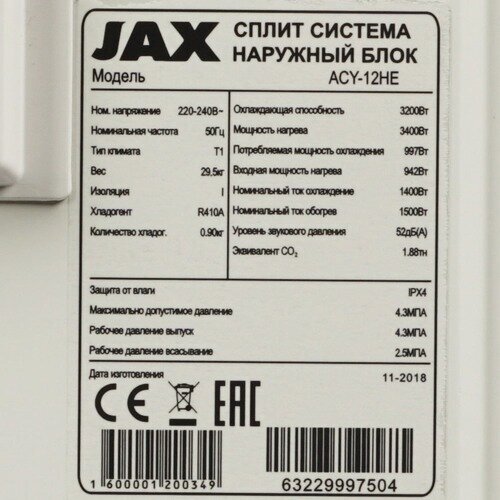 JAX
СПЛИТ СИСТЕМА
НАРУЖНЫЙ БЛОК
Модель ACY-12HE
Ном. напряжение 220-240В~
Номинальная частота 50Гц
Тип климата T1
Вес 29,5кг
Изоляция I
Хладогент R410A
Количество хладог. 0.90кг
Охлаждающая способность 3200Вт
Мощность нагрева 3400Вт
Потребляемая мощность охлаждения 997Вт
Входная мощность нагрева 942Вт
Номинальный ток охлаждение 1400Вт
Номинальный ток обогрев 1500Вт
Уровень звукового давления 52дБ(А)
Эквивалент CO₂ 1.88тн
Защита от влаги IPX4
Максимально допустимое давление 4.3МПА
Рабочее давление выпуск 4.3МПА
Рабочее давление всасывание 2.5МПА
Дата изготовления 11-2018
CE EAC
1 600001 200349
63229997504